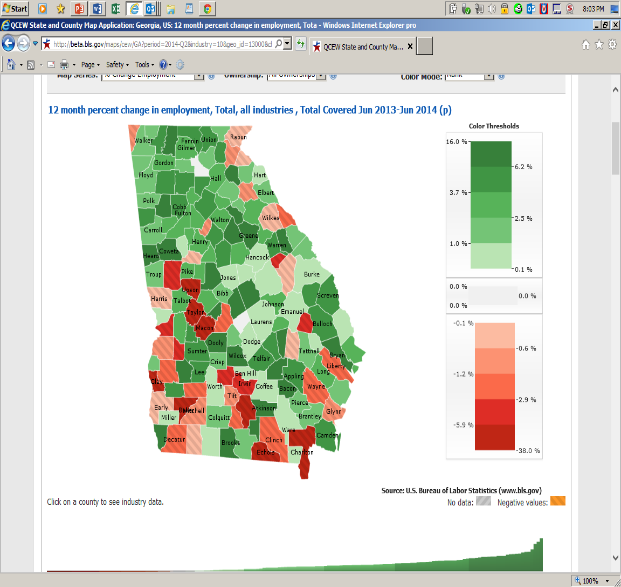 Start
8:03 PM
QCEW State and County Map Application: Georgia, US: 12 month percent change in employment, Tota - Windows Internet Explorer pro
http://beta.bls.gov/maps/cew/GA?period=2014-Q2&industry=10&geo_id=13000&cl
QCEW State and County Ma...
Page Safety Tools
Map Series: % Change Employment Ownership: All Ownerships Color Mode: Rank
12 month percent change in employment, Total, all industries , Total Covered Jun 2013-Jun 2014 (p)
Color Thresholds
16.0 %
6.2 %
3.7 %
2.5 %
1.0 %
0.1 %
0.0 %
0.0 %
0.0 %
-0.1 %
-0.6 %
-1.2 %
-2.9 %
-5.9 %
-38.0 %
Walker Fannin Union Rabun
Gilmer
Gordon
Floyd Hall Hart
Elbert
Polk Cobb
Fulton
Walton Wilkes
Carroll
Henry Greene
Warren
Heard Coweta Hancock
Troup Pike Jones Burke
Harris Talbot Bibb Screven
Johnson
Taylor Emanuel
Macon Laurens Bulloch
Dooly Dodge
Sumter Wilcox Tattnall Bryan
Crisp Telfair Liberty
Clay Lee Ben Hill Appling Long
Worth Irwin Coffee Bacon Wayne
Early Tift
Miller Mitchell Colquitt Atkinson Pierce
Brantley Glynn
Ware
Decatur Brooks Clinch Camden
Echols Charlton
Source: U.S. Bureau of Labor Statistics (www.bls.gov)
Click on a county to see industry data.
No data: Negative values:
100%